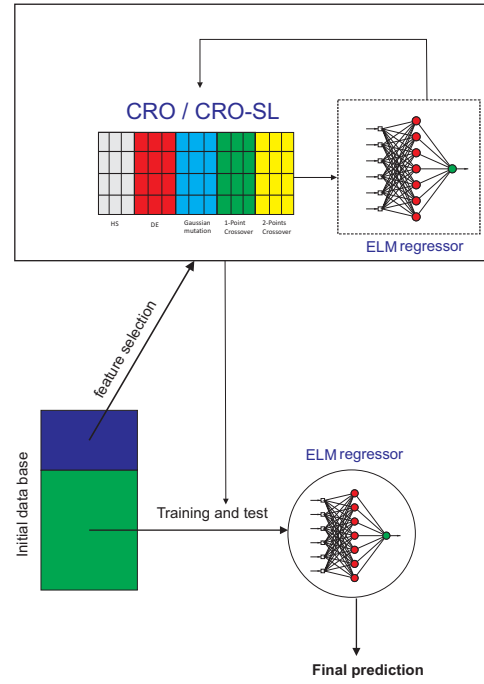 CRO / CRO-SL
HS
DE
Gaussian
mutation
1-Point
Crossover
2-Points
Crossover
ELM regressor
feature selection
Initial data base
Training and test
ELM regressor
Final prediction